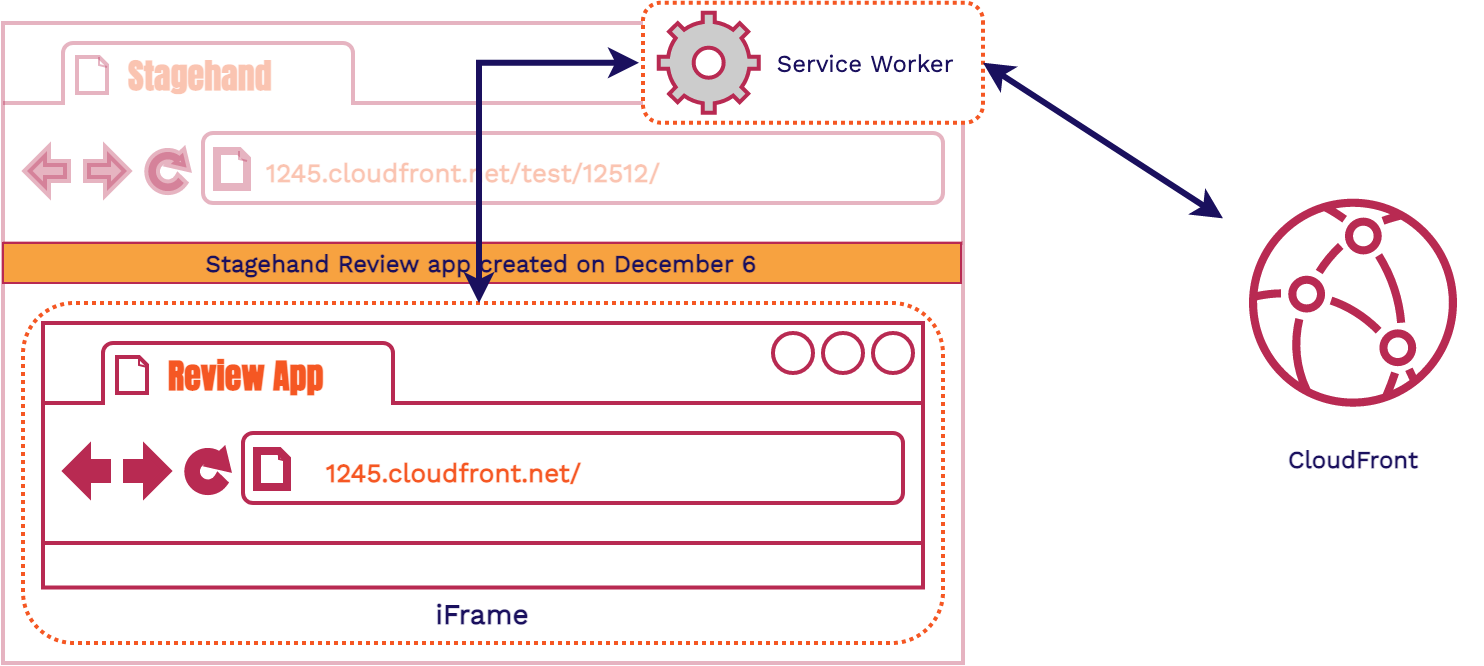 Stagehand
Service Worker
1245.cloudfront.net/test/12512/
Stagehand Review app created on December 6
Review App
1245.cloudfront.net/
CloudFront
iFrame